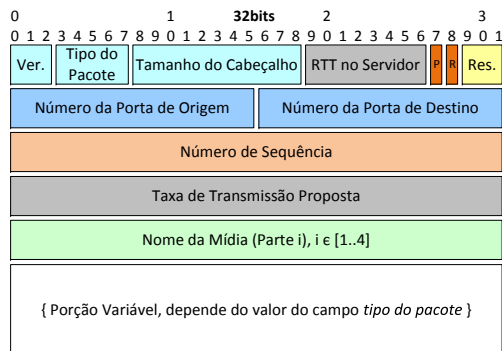 0 1 32bits 2 3
0 1 2 3 4 5 6 7 8 9 0 1 2 3 4 5 6 7 8 9 0 1 2 3 4 5 6 7 8 9 0 1
Ver. Tipo do Pacote Tamanho do Cabeçalho RTT no Servidor P R Res.
Número da Porta de Origem Número da Porta de Destino
Número de Sequência
Taxa de Transmissão Proposta
Nome da Mídia (Parte i), i є [1..4]
{ Porção Variável, depende do valor do campo tipo do pacote }